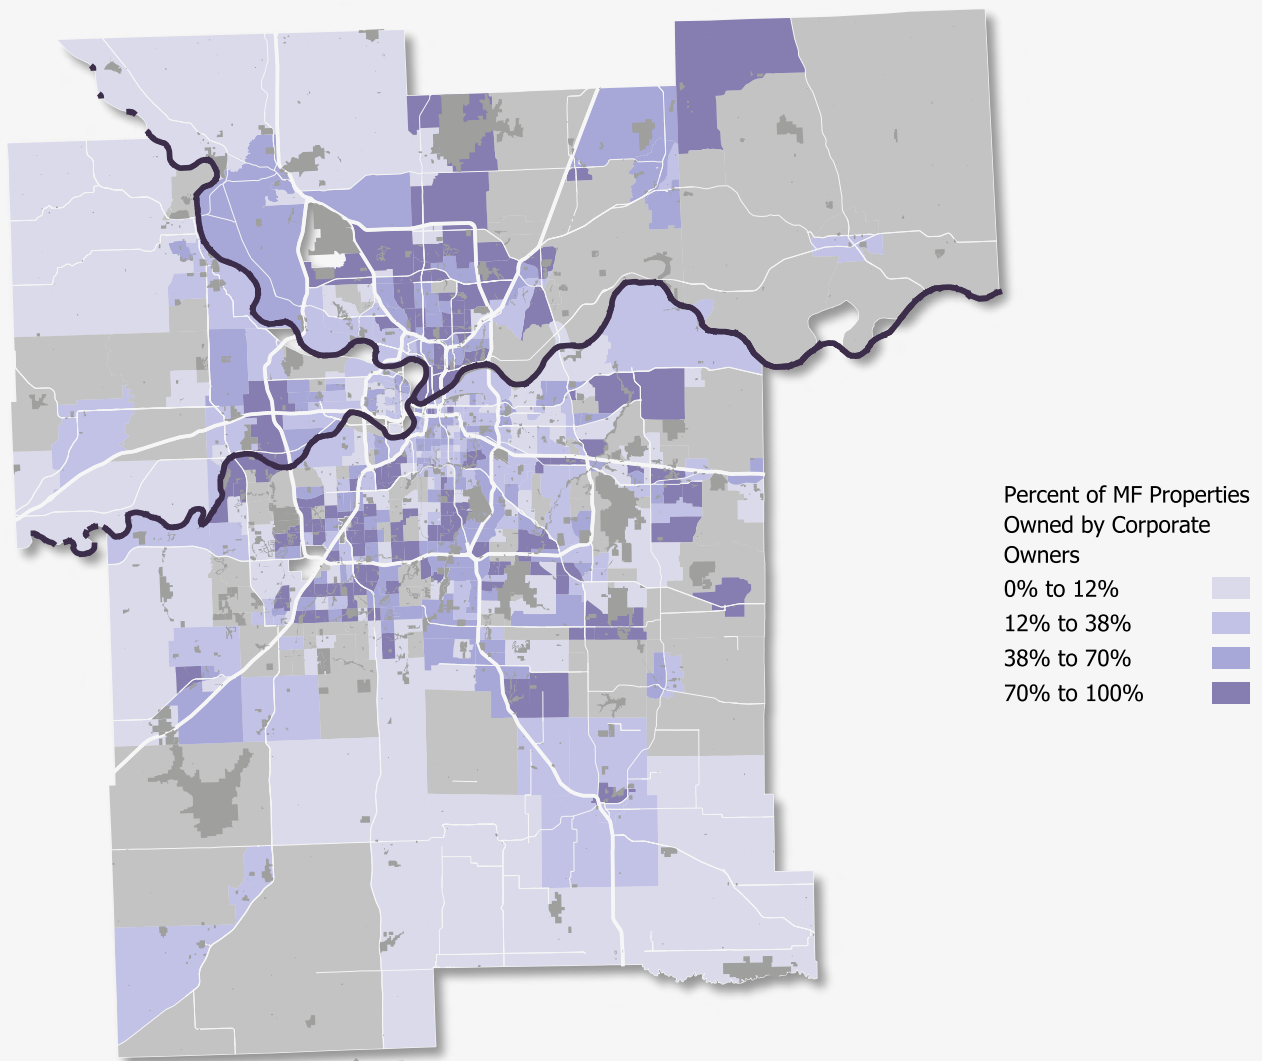 Percent of MF Properties
Owned by Corporate
Owners
0% to 12%
12% to 38%
38% to 70%
70% to 100%